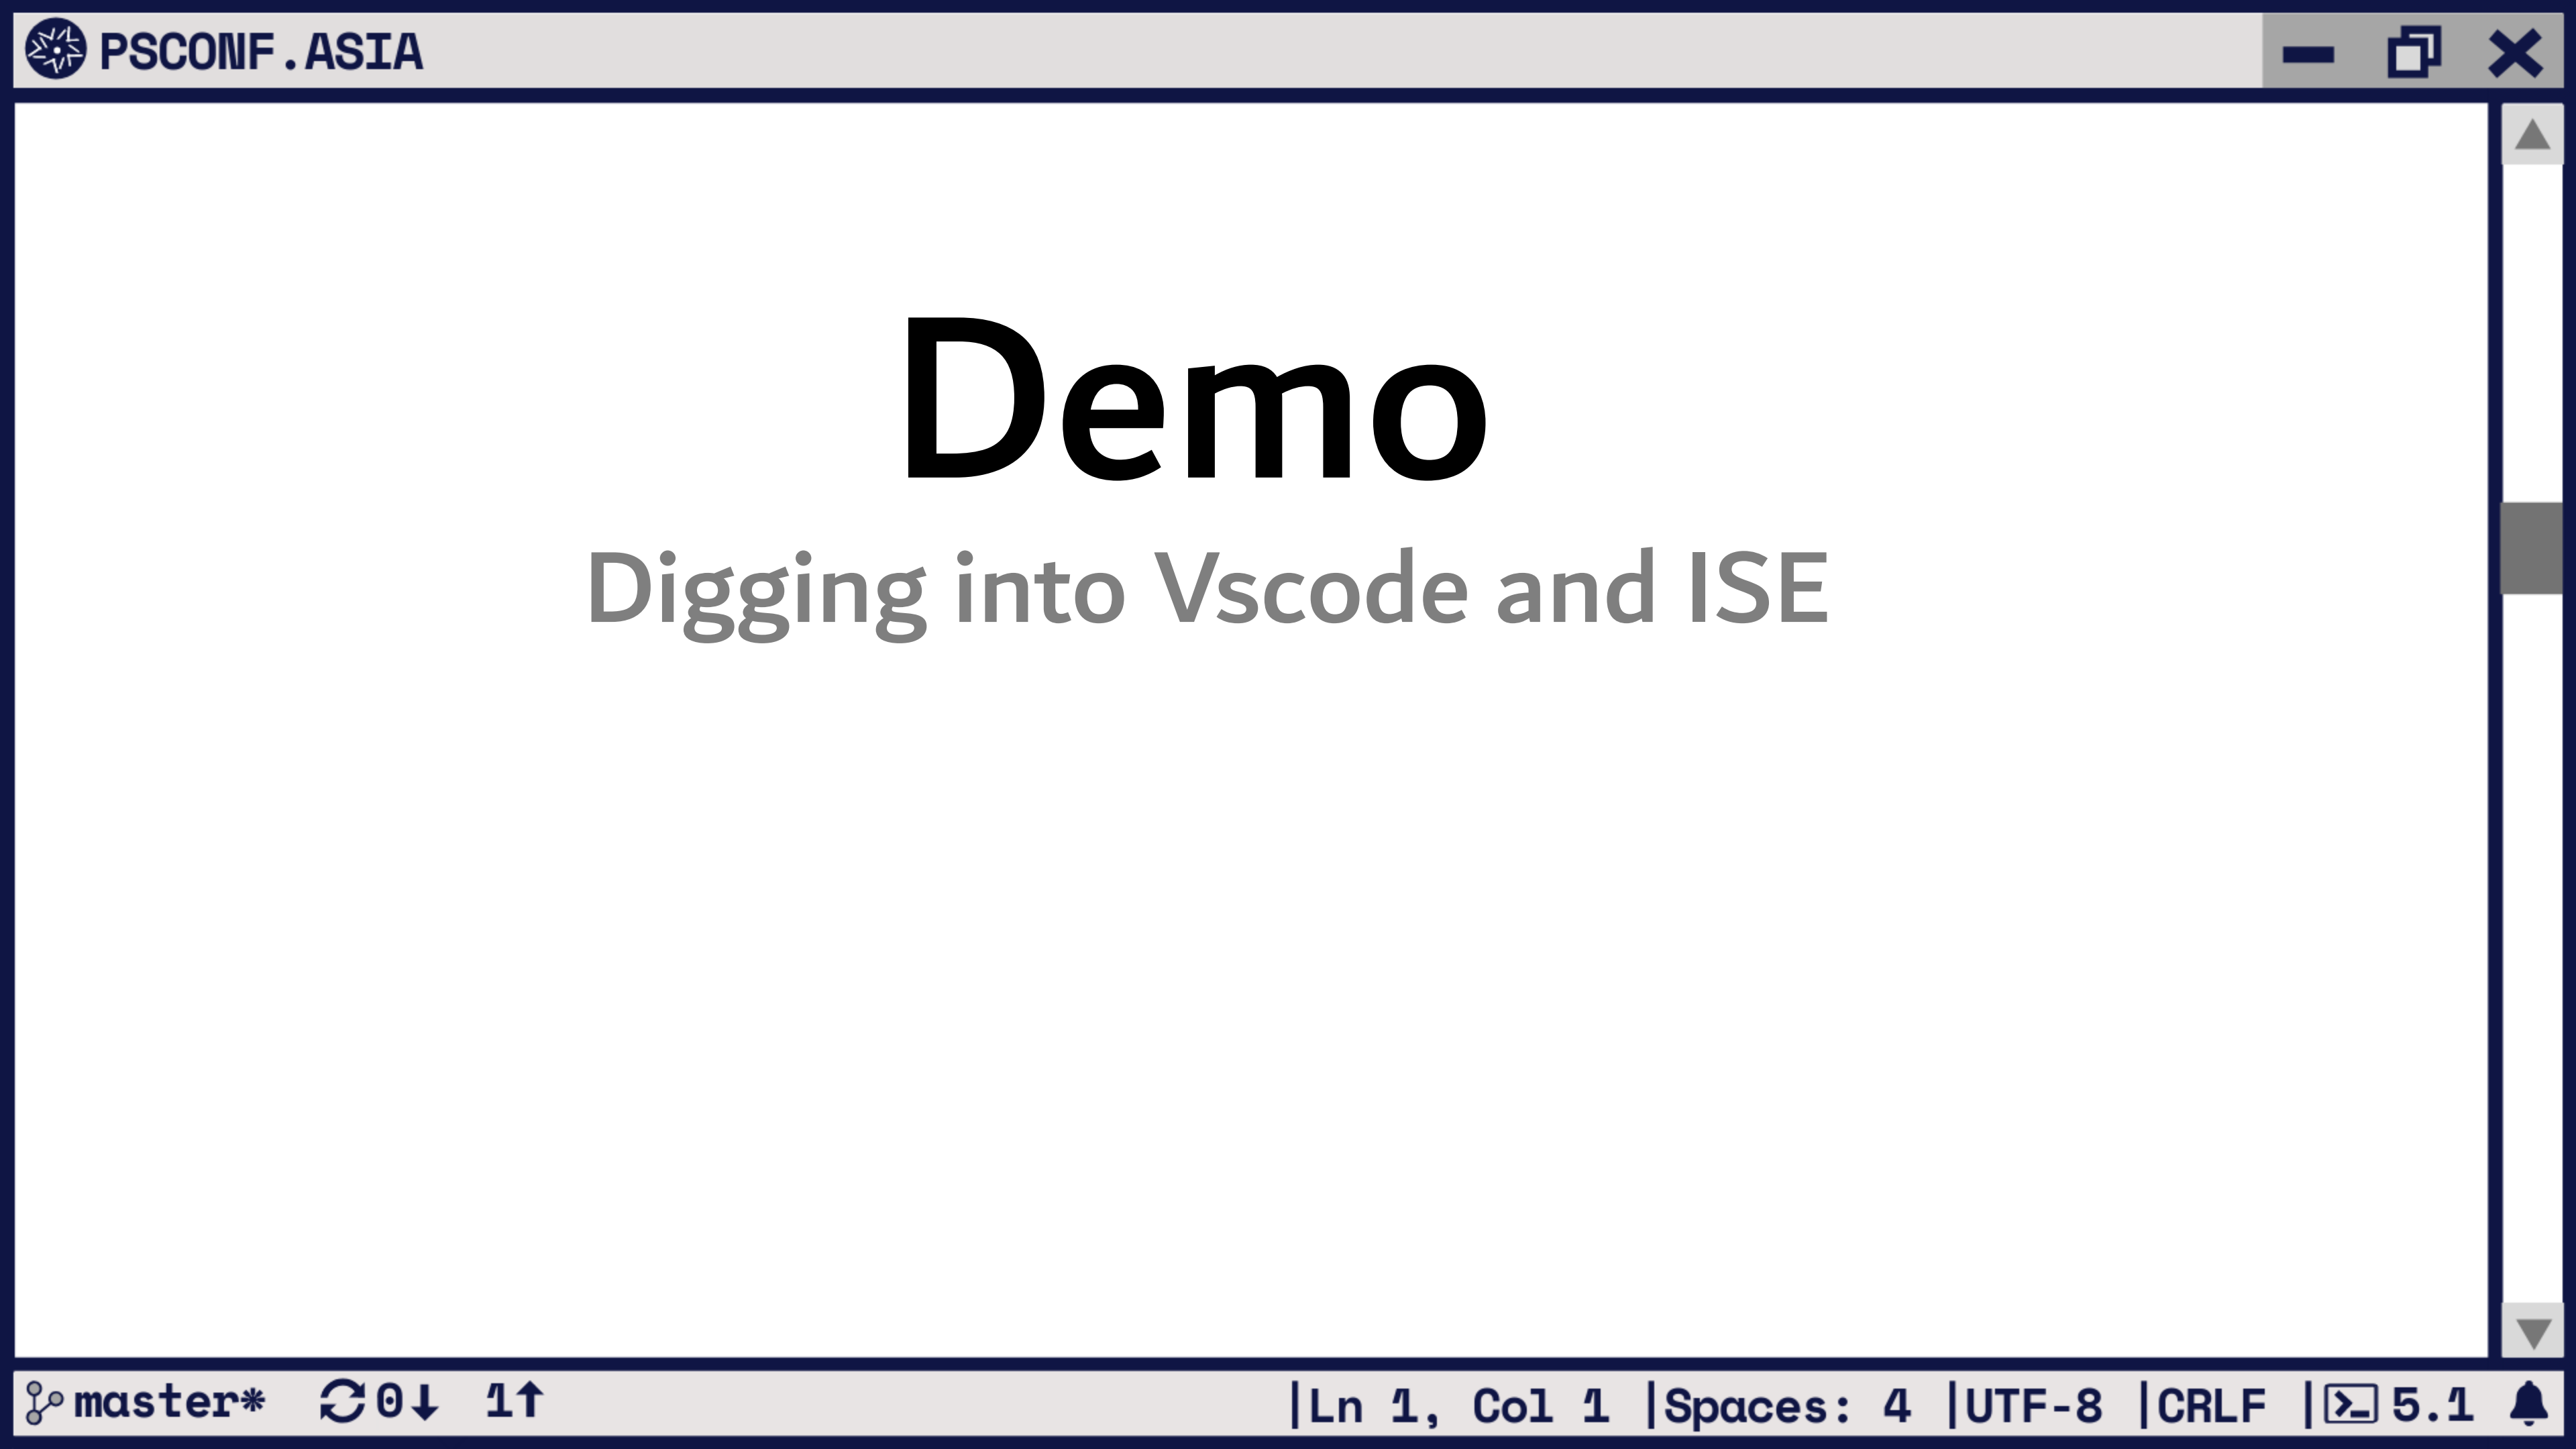 PSCONF.ASIA
Demo
Digging into Vscode and ISE
master* 0↓ 1↑ |Ln 1, Col 1 |Spaces: 4 |UTF-8 |CRLF | 5.1